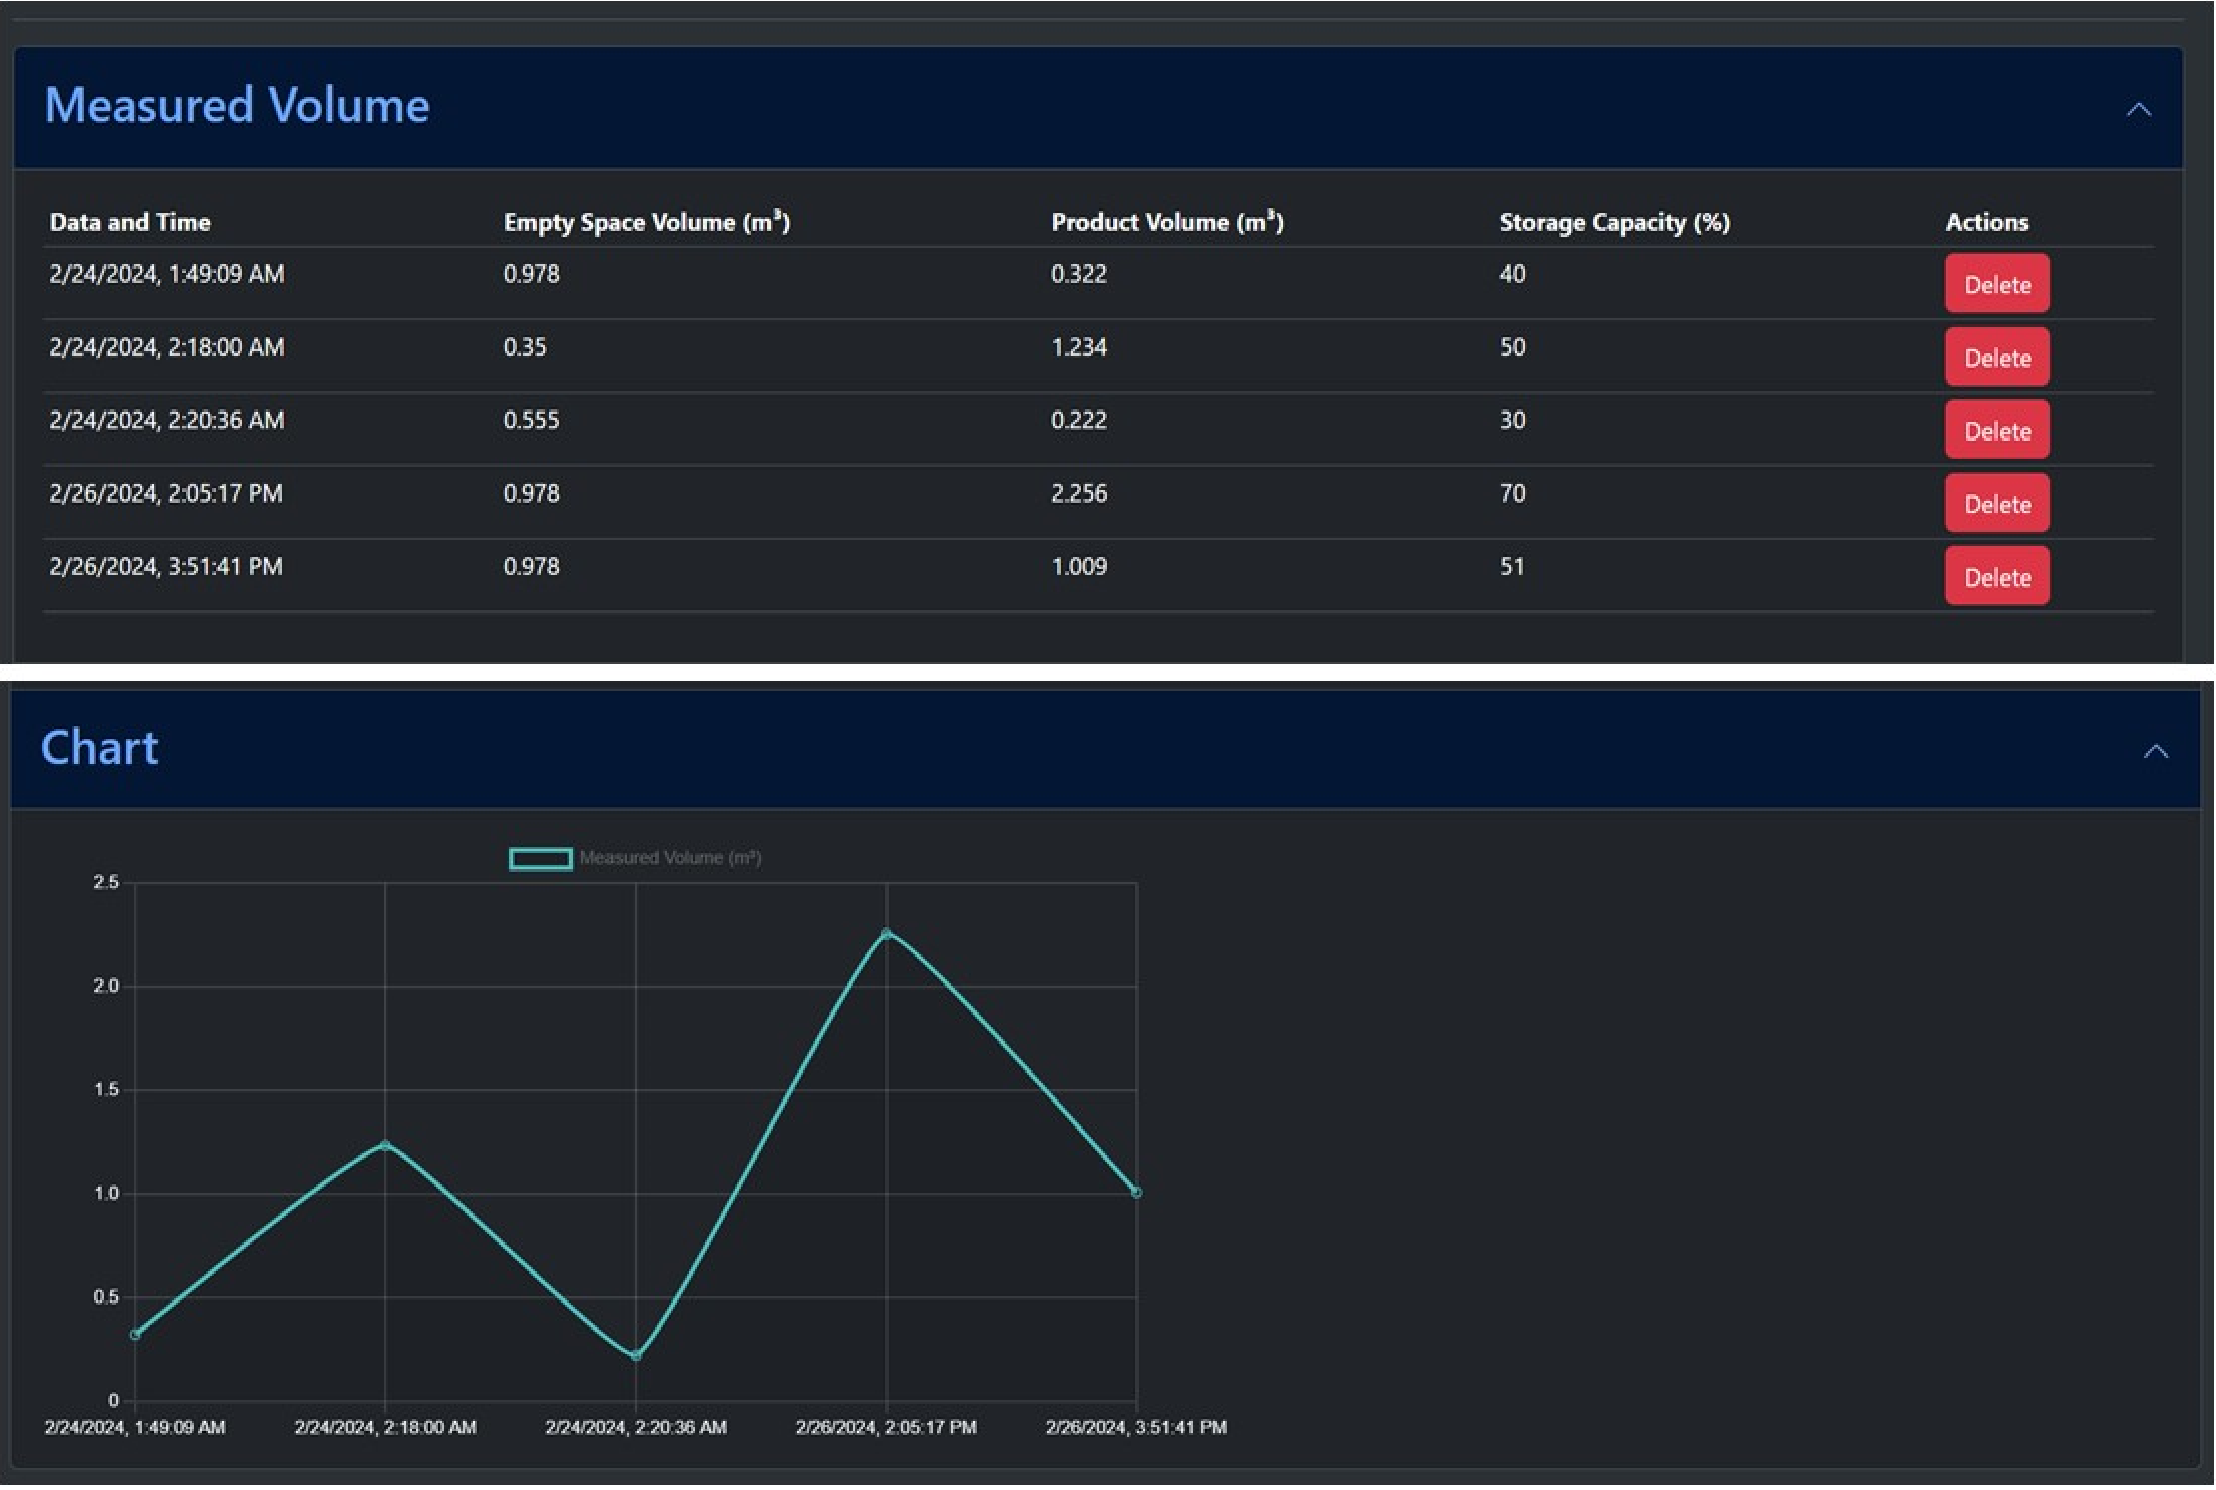 Measured Volume
Data and Time Empty Space Volume (m³) Product Volume (m³) Storage Capacity (%) Actions
2/24/2024, 1:49:09 AM 0.978 0.322 40 Delete
2/24/2024, 2:18:00 AM 0.35 1.234 50 Delete
2/24/2024, 2:20:36 AM 0.555 0.222 30 Delete
2/26/2024, 2:05:17 PM 0.978 2.256 70 Delete
2/26/2024, 3:51:41 PM 0.978 1.009 51 Delete
Chart
Measured Volume (m³)
2.5
2.0
1.5
1.0
0.5
0
2/24/2024, 1:49:09 AM 2/24/2024, 2:18:00 AM 2/24/2024, 2:20:36 AM 2/26/2024, 2:05:17 PM 2/26/2024, 3:51:41 PM